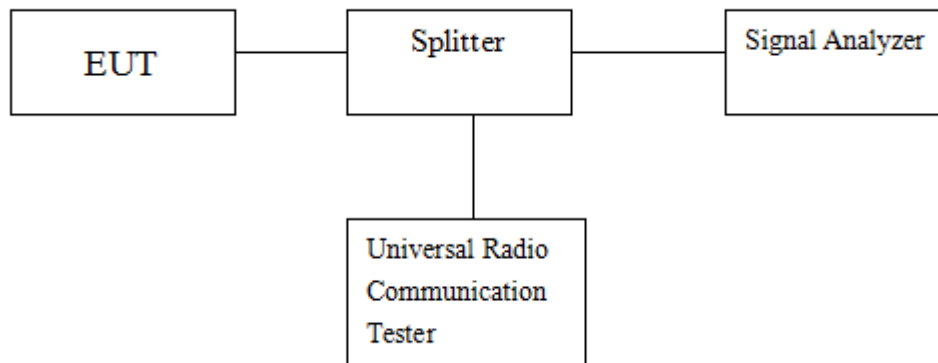 EUT
Splitter
Signal Analyzer
Universal Radio
Communication
Tester